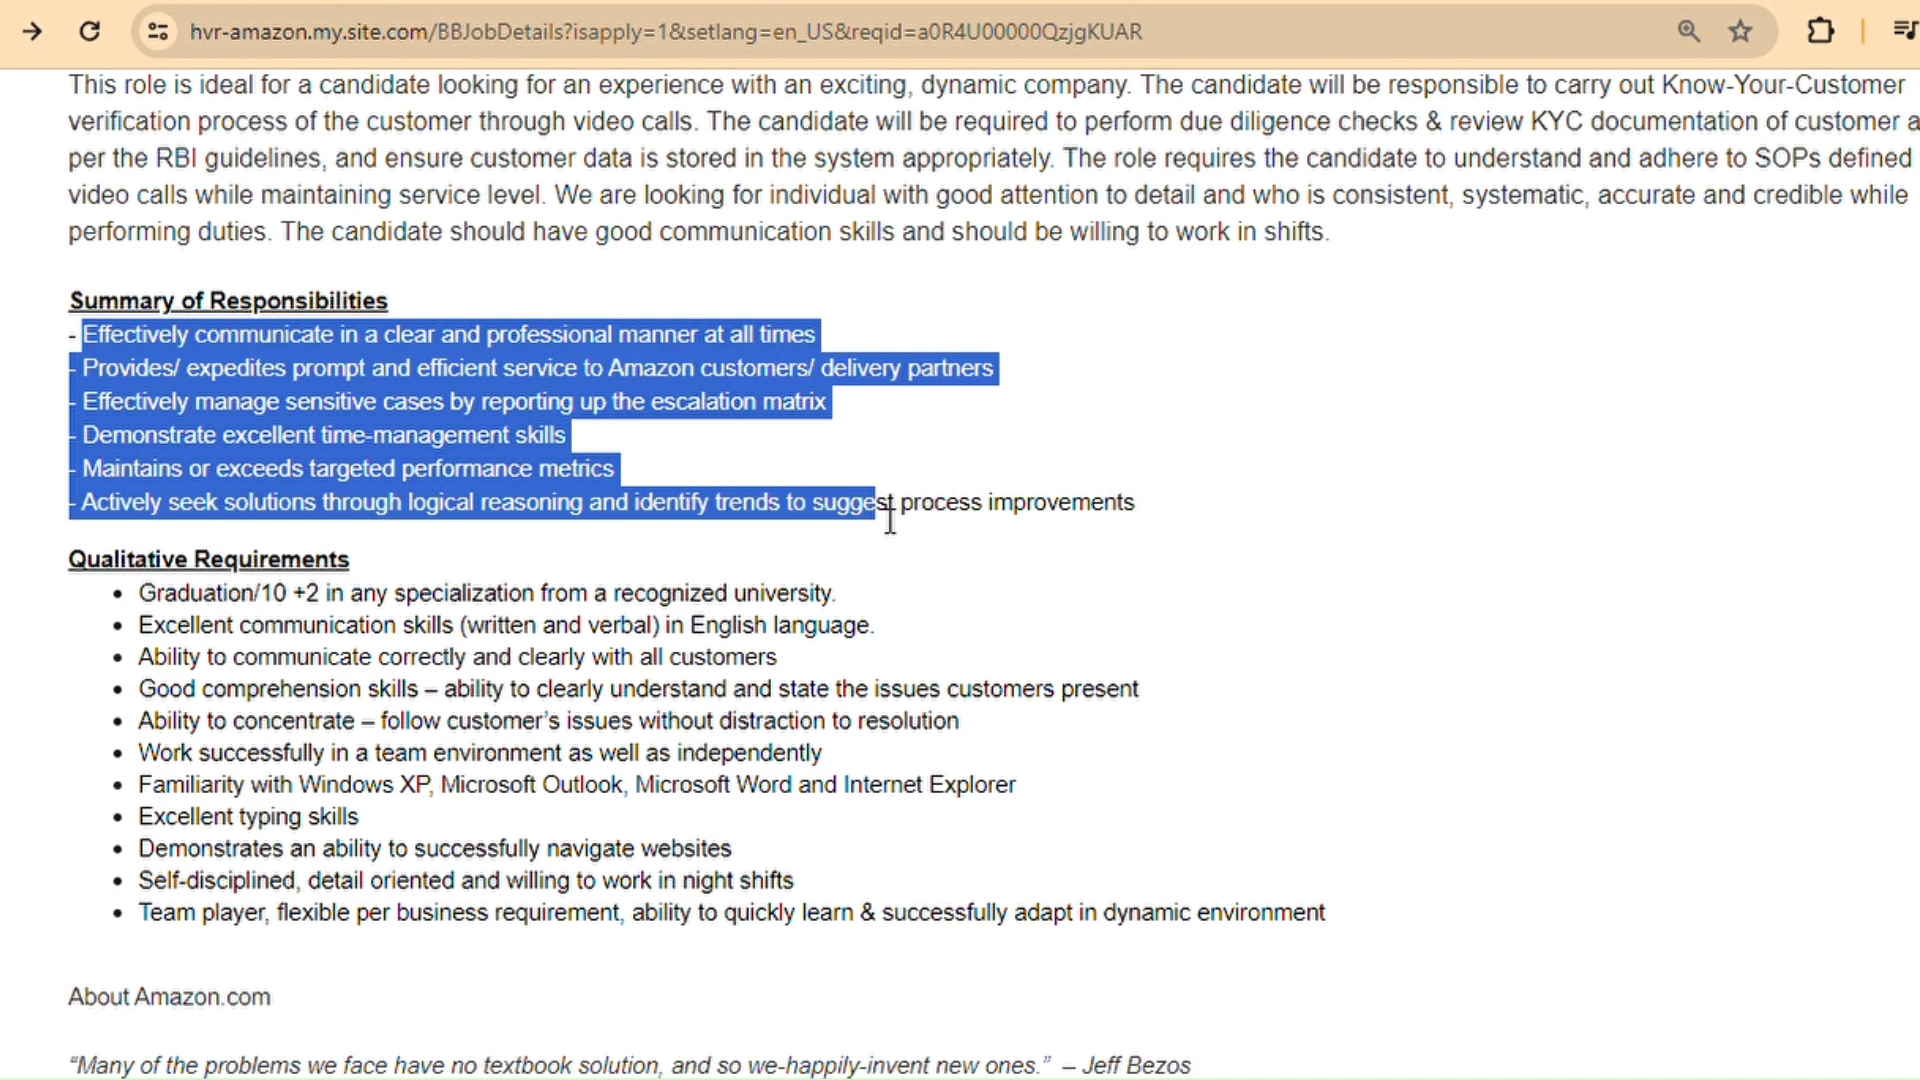 hvr-amazon.my.site.com/BBJobDetails?isapply=1&setlang=en_US&reqid=a0R4U00000QzjgKUAR
This role is ideal for a candidate looking for an experience with an exciting, dynamic company. The candidate will be responsible to carry out Know-Your-Customer
verification process of the customer through video calls. The candidate will be required to perform due diligence checks & review KYC documentation of customer a
per the RBI guidelines, and ensure customer data is stored in the system appropriately. The role requires the candidate to understand and adhere to SOPs defined
video calls while maintaining service level. We are looking for individual with good attention to detail and who is consistent, systematic, accurate and credible while
performing duties. The candidate should have good communication skills and should be willing to work in shifts.
Summary of Responsibilities
- Effectively communicate in a clear and professional manner at all times
- Provides/ expedites prompt and efficient service to Amazon customers/ delivery partners
- Effectively manage sensitive cases by reporting up the escalation matrix
- Demonstrate excellent time-management skills
- Maintains or exceeds targeted performance metrics
- Actively seek solutions through logical reasoning and identify trends to suggest process improvements
Qualitative Requirements
• Graduation/10 +2 in any specialization from a recognized university.
• Excellent communication skills (written and verbal) in English language.
• Ability to communicate correctly and clearly with all customers
• Good comprehension skills – ability to clearly understand and state the issues customers present
• Ability to concentrate – follow customer’s issues without distraction to resolution
• Work successfully in a team environment as well as independently
• Familiarity with Windows XP, Microsoft Outlook, Microsoft Word and Internet Explorer
• Excellent typing skills
• Demonstrates an ability to successfully navigate websites
• Self-disciplined, detail oriented and willing to work in night shifts
• Team player, flexible per business requirement, ability to quickly learn & successfully adapt in dynamic environment
About Amazon.com
“Many of the problems we face have no textbook solution, and so we-happily-invent new ones.” – Jeff Bezos